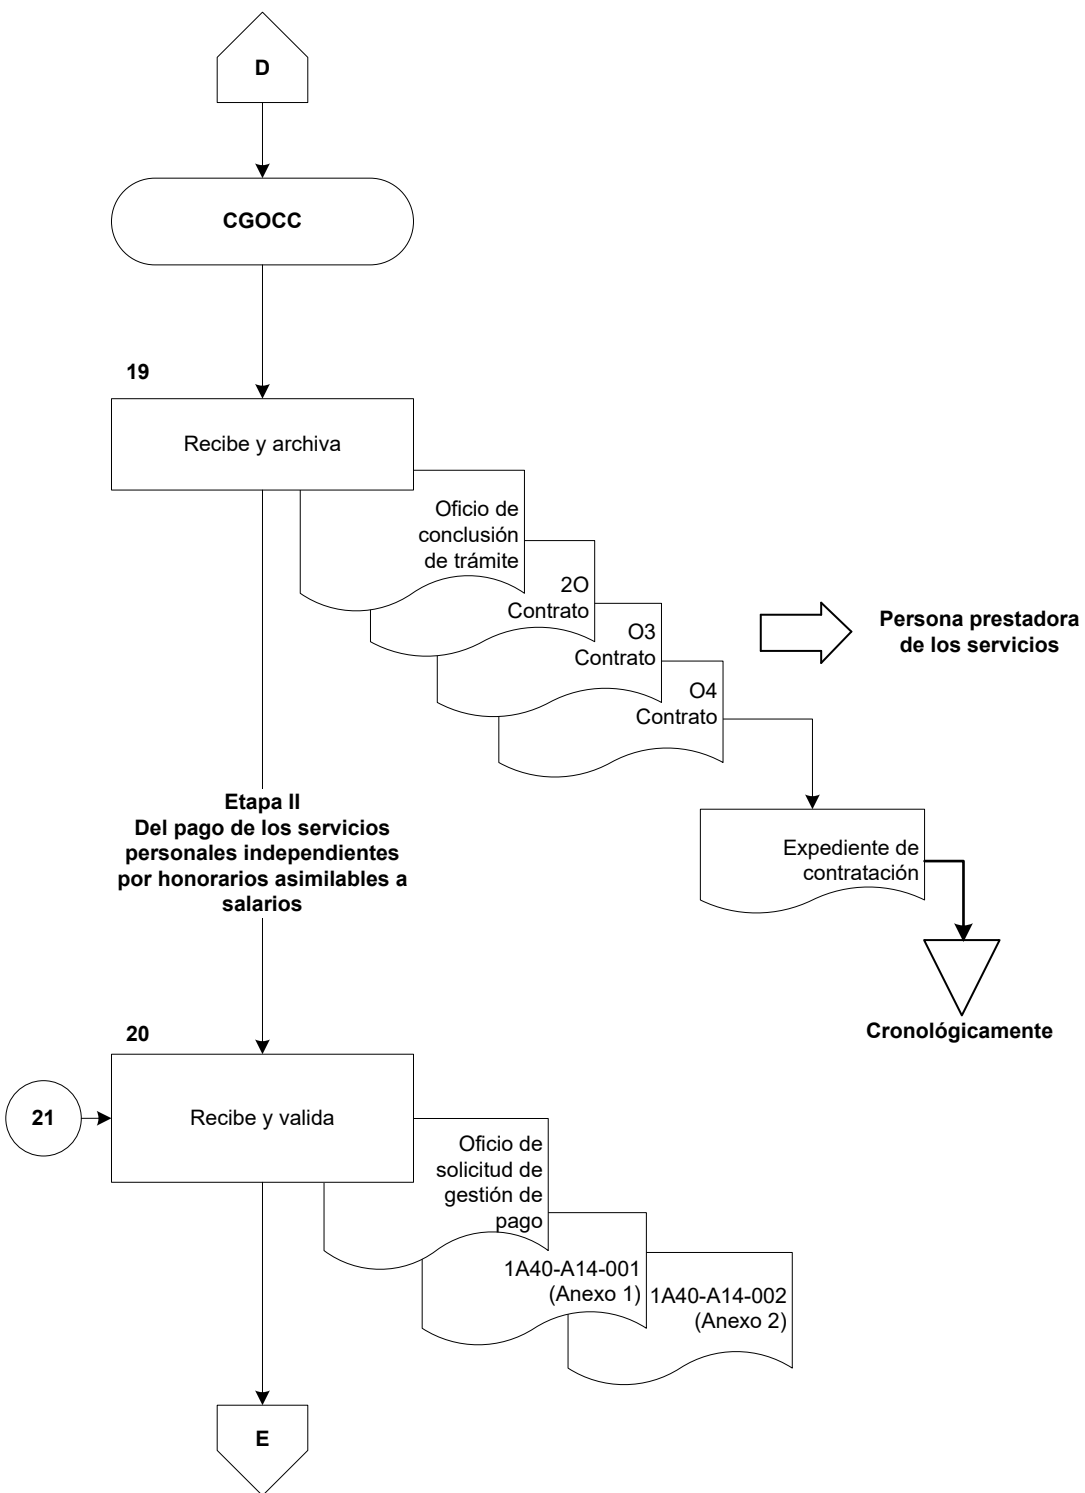 D
CGOCC
19
Recibe y archiva
Oficio de
conclusión
de trámite
2O
Contrato
O3
Contrato
O4
Contrato
Persona prestadora
de los servicios
Expediente de
contratación
Cronológicamente
Etapa II
Del pago de los servicios
personales independientes
por honorarios asimilables a
salarios
20
21
Recibe y valida
Oficio de
solicitud de
gestión de
pago
1A40-A14-001
(Anexo 1)
1A40-A14-002
(Anexo 2)
E